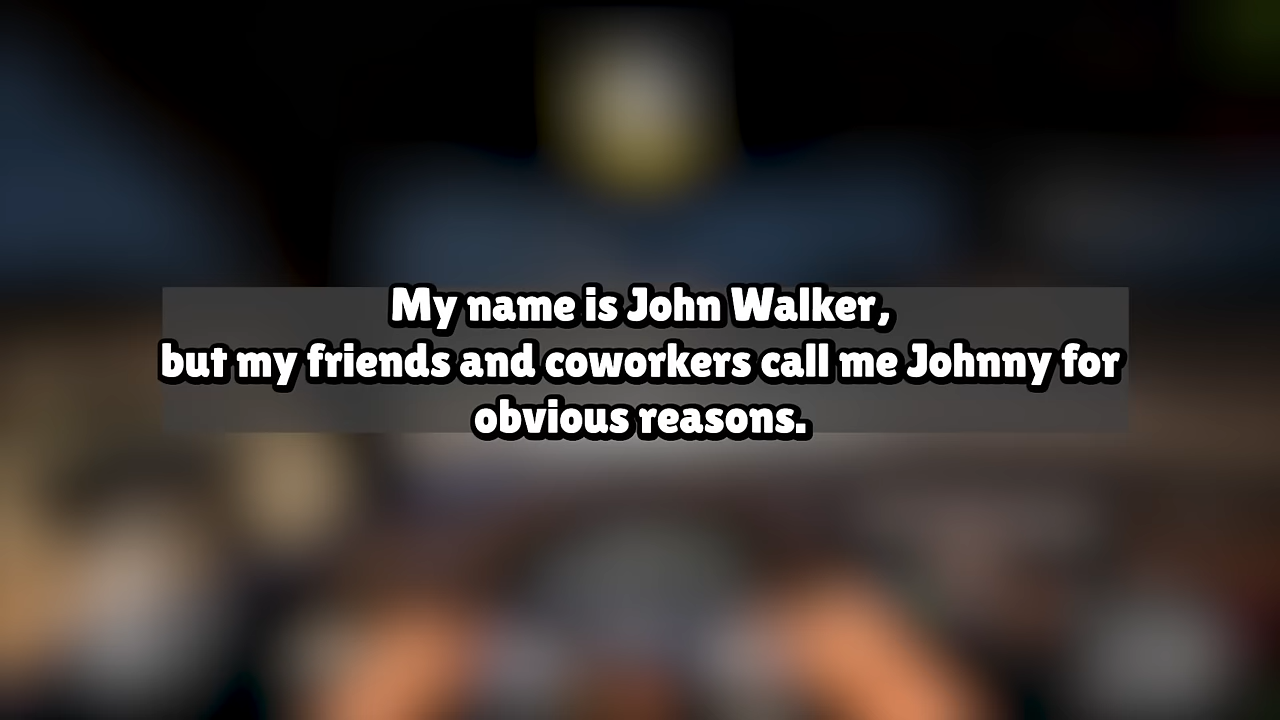 My name is John Walker,
but my friends and coworkers call me Johnny for
obvious reasons.